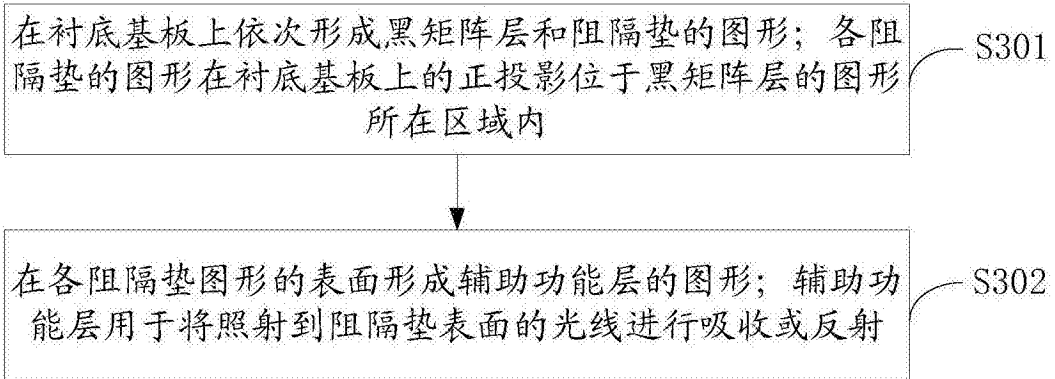 在衬底基板上依次形成黑矩阵层和阻隔垫的图形；各阻
隔垫的图形在衬底基板上的正投影位于黑矩阵层的图形
所在区域内
S301
在各阻隔垫图形的表面形成辅助功能层的图形；辅助功
能层用于将照射到阻隔垫表面的光线进行吸收或反射
S302